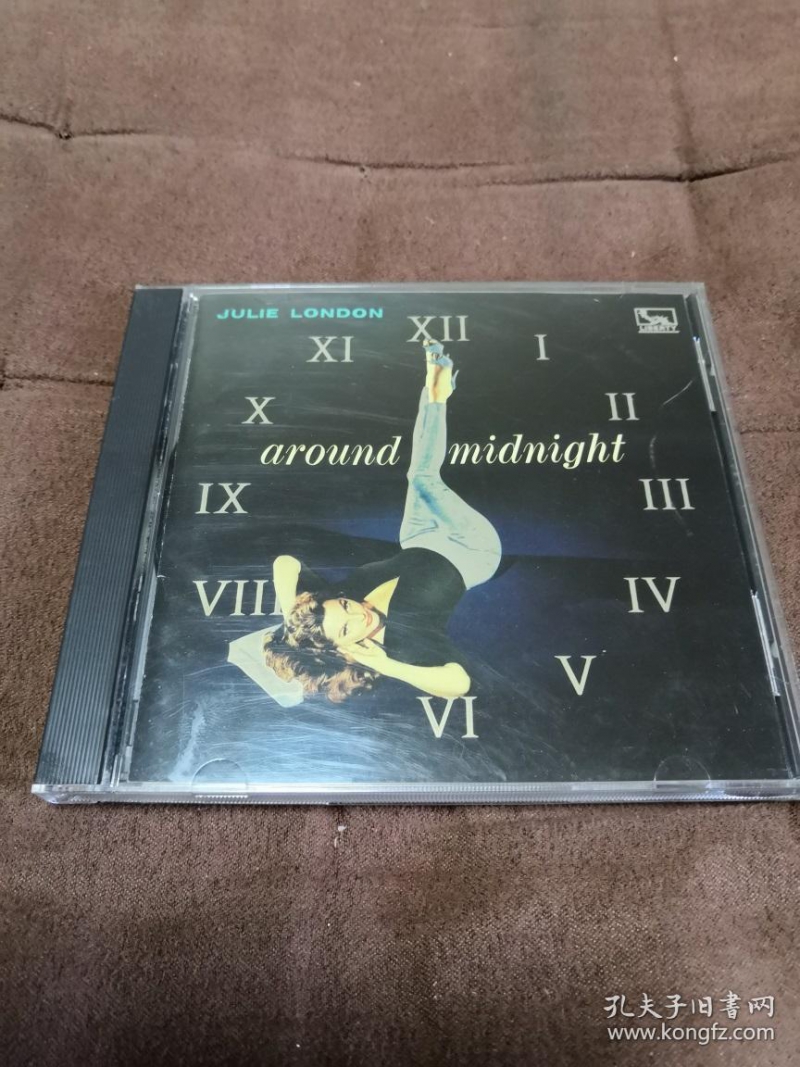 JULIE LONDON
LIBERTY
XII
XI
I
X
II
around midnight
IX
III
VIII
IV
V
VI
孔夫子旧书网
www.kongfz.com